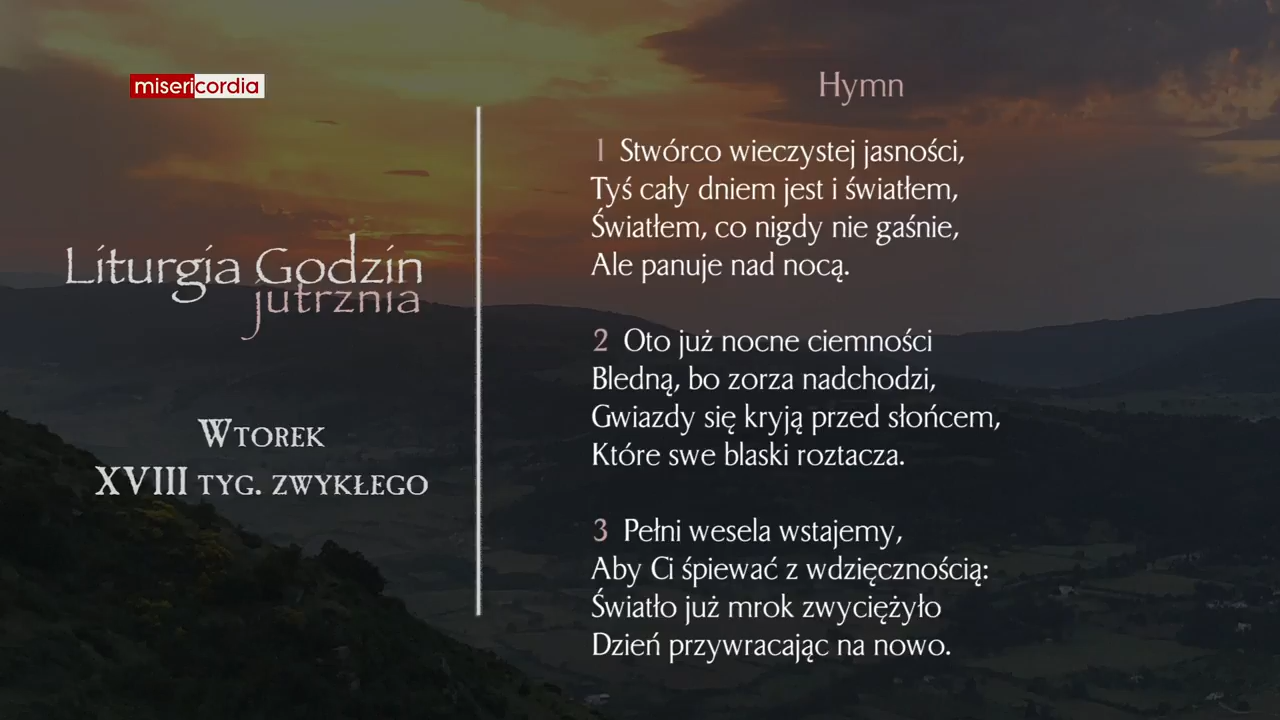 misericordia
Liturgia Godzin
jutrznia
Wtorek
XVIII tyg. zwykłego
Hymn
1 Stwórco wieczystej jasności,
Tyś cały dniem jest i światłem,
Światłem, co nigdy nie gaśnie,
Ale panuje nad nocą.
2 Oto już nocne ciemności
Bledną, bo zorza nadchodzi,
Gwiazdy się kryją przed słońcem,
Które swe blaski roztacza.
3 Pełni wesela wstajemy,
Aby Ci śpiewać z wdzięcznością:
Światło już mrok zwyciężyło
Dzień przywracając na nowo.